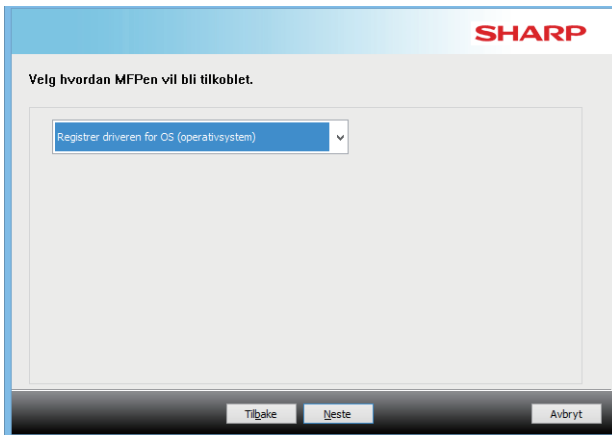 SHARP
Velg hvordan MFPen vil bli tilkoblet.
Registrer driveren for OS (operativsystem)
Tilbake Neste Avbryt